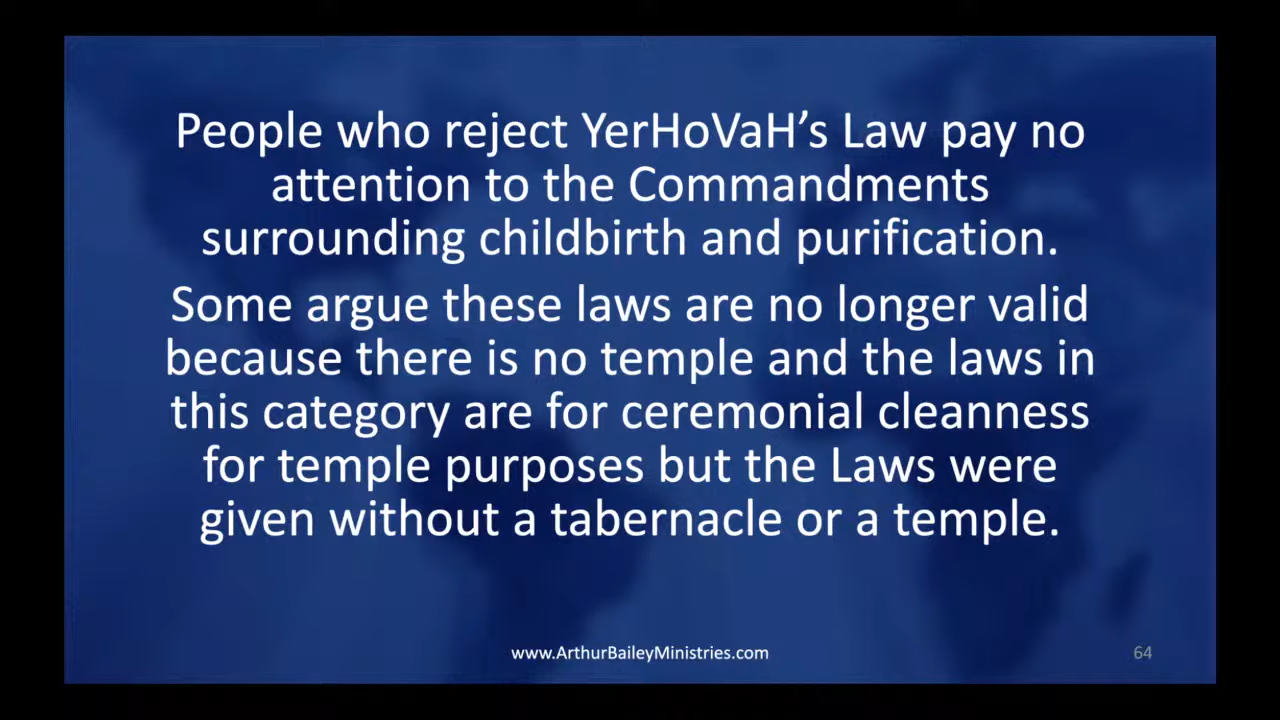 People who reject YerHoVaH’s Law pay no
attention to the Commandments
surrounding childbirth and purification.
Some argue these laws are no longer valid
because there is no temple and the laws in
this category are for ceremonial cleanness
for temple purposes but the Laws were
given without a tabernacle or a temple.
www.ArthurBaileyMinistries.com
64